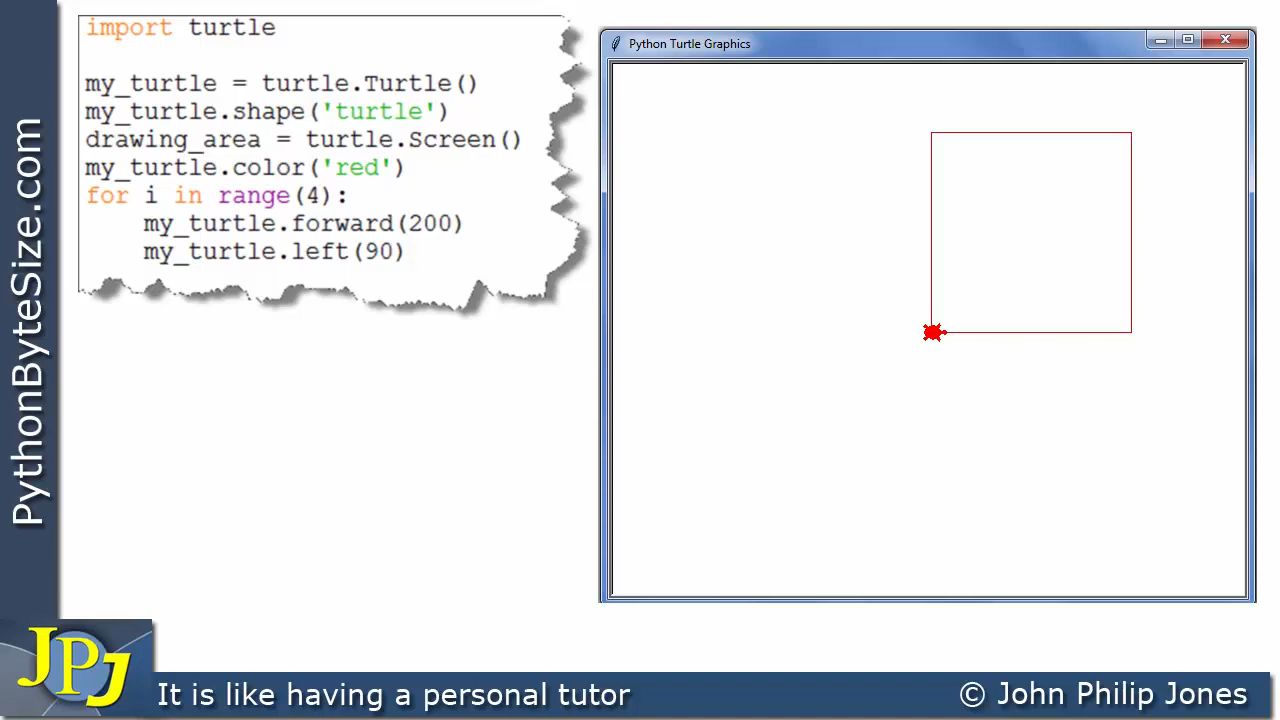 import turtle
my_turtle = turtle.Turtle()
my_turtle.shape('turtle')
drawing_area = turtle.Screen()
my_turtle.color('red')
for i in range(4):
    my_turtle.forward(200)
    my_turtle.left(90)
Python Turtle Graphics
PythonByteSize.com
JPJ
It is like having a personal tutor
© John Philip Jones